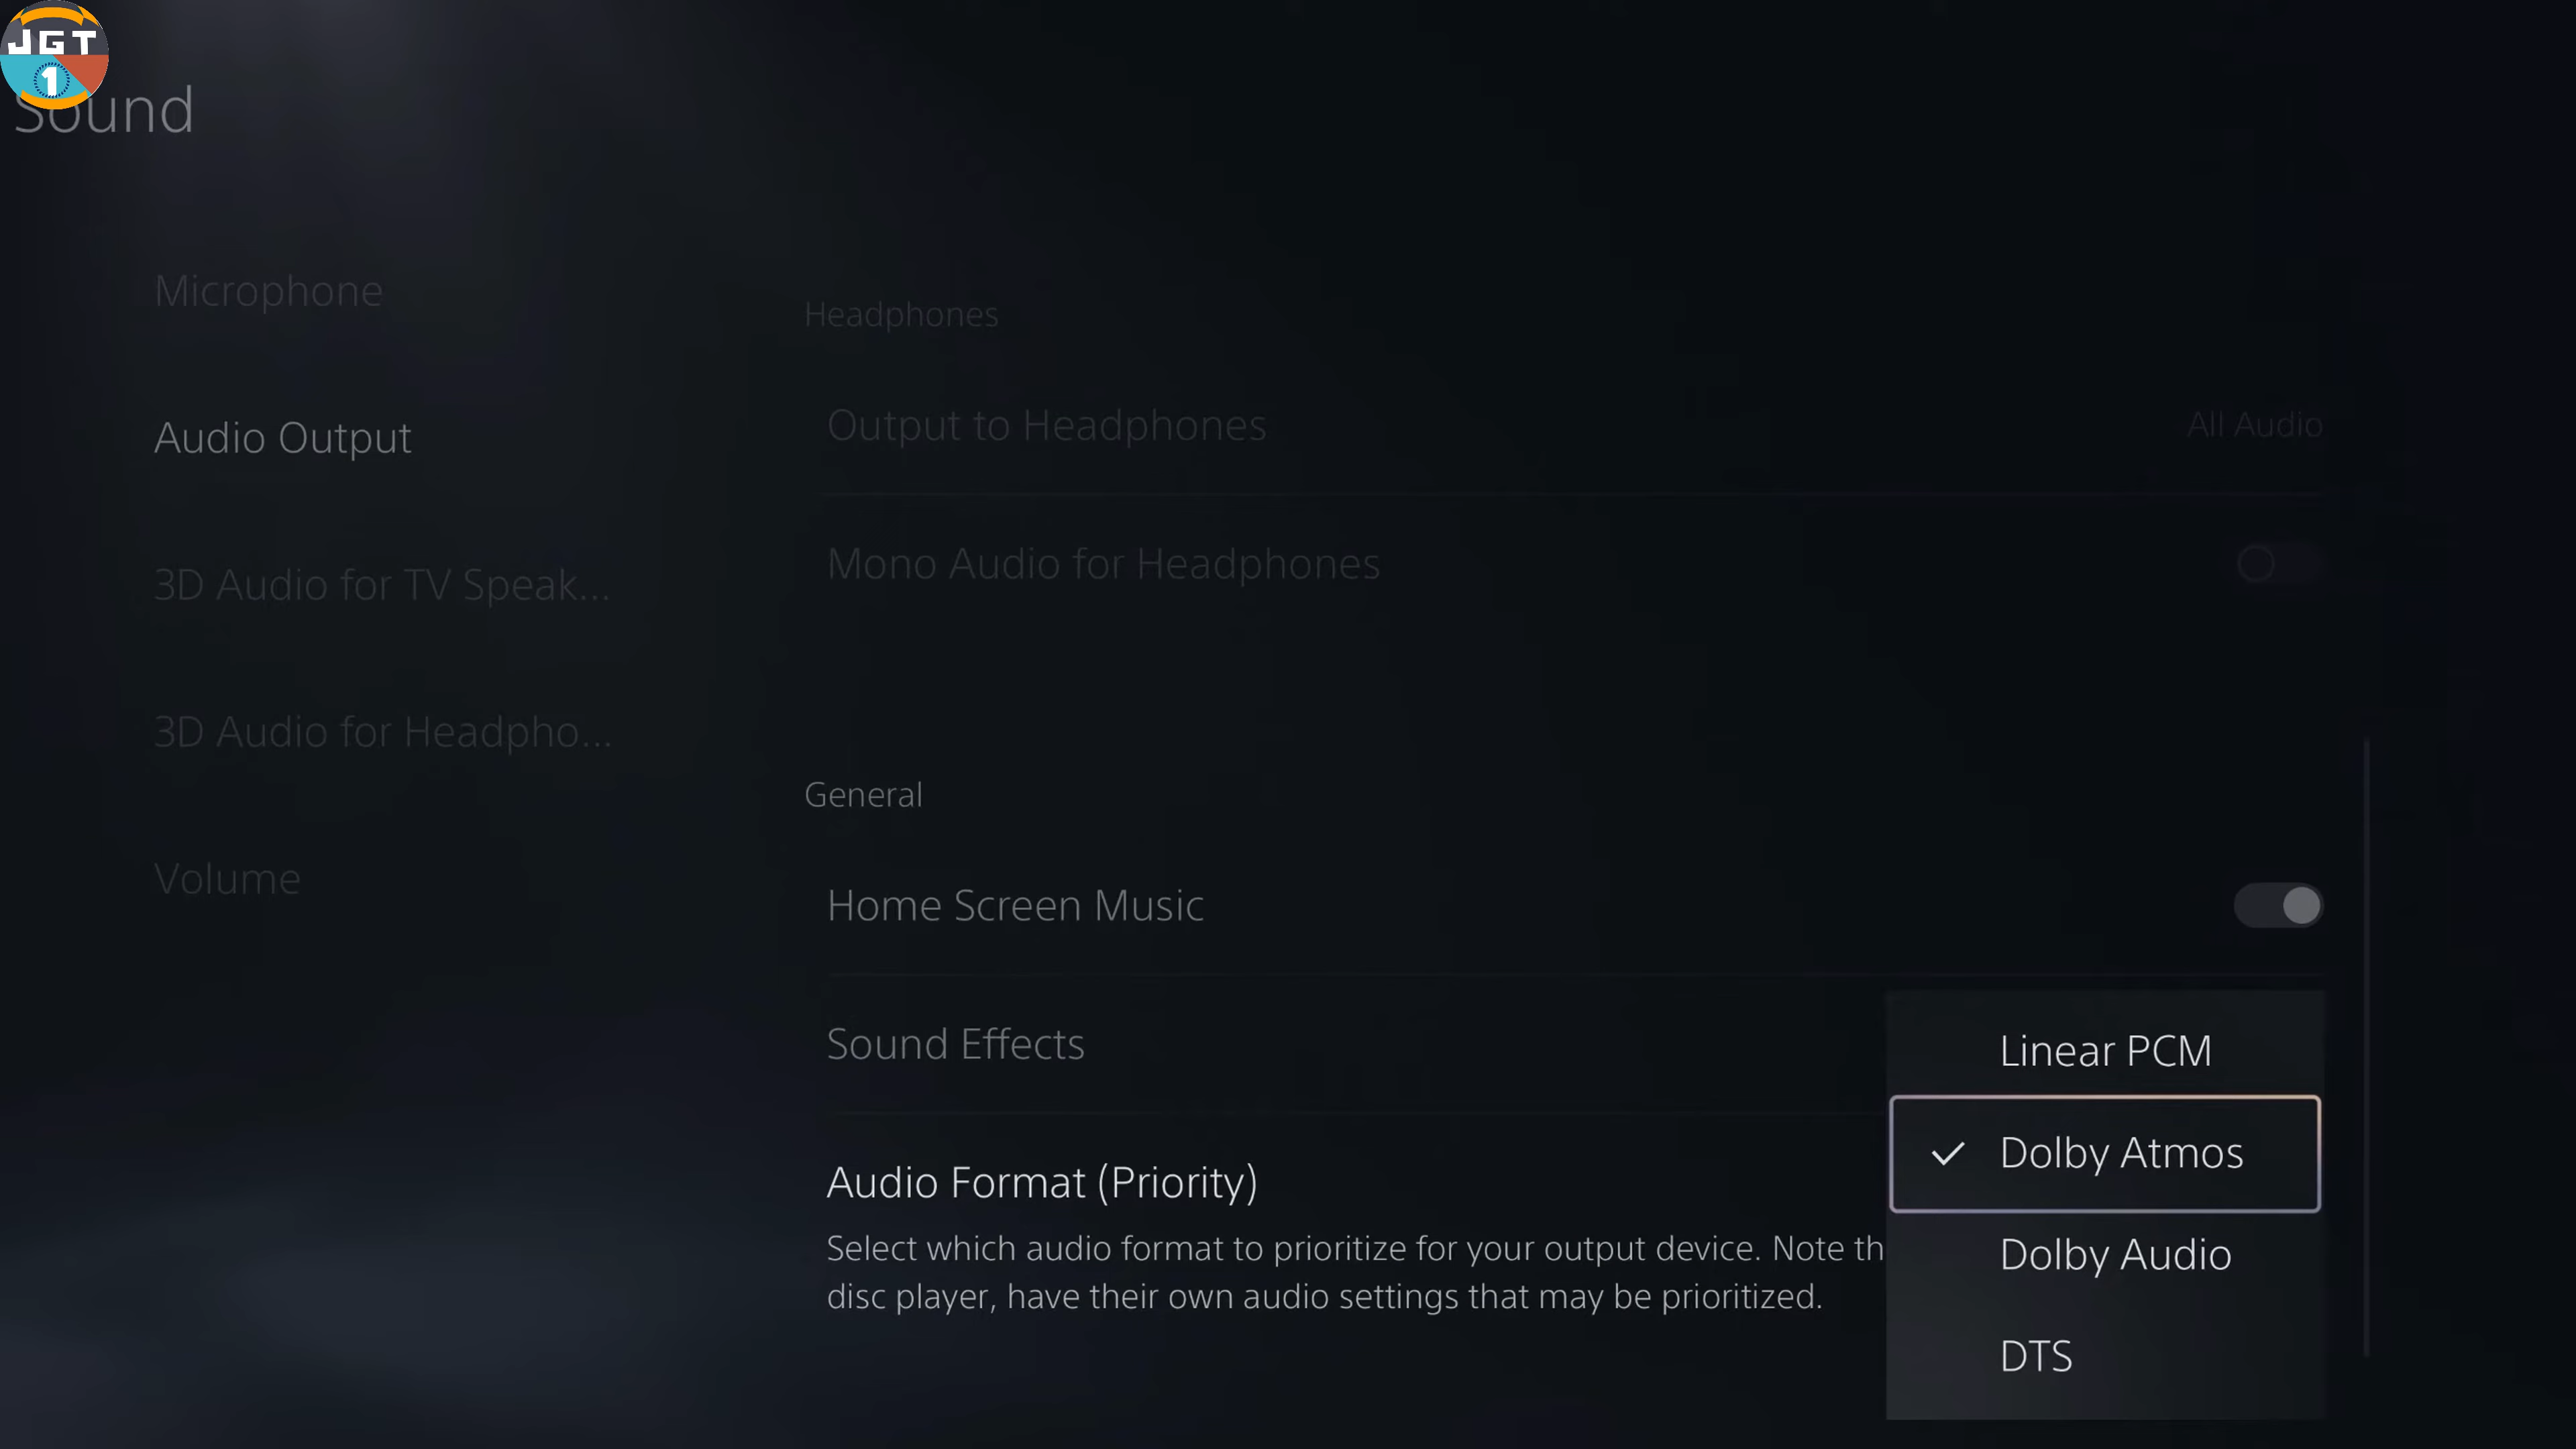 JGT
1
Sound
Microphone
Audio Output
3D Audio for TV Speak...
3D Audio for Headpho...
Volume
Headphones
Output to Headphones
All Audio
Mono Audio for Headphones
General
Home Screen Music
Sound Effects
Audio Format (Priority)
Select which audio format to prioritize for your output device. Note th
disc player, have their own audio settings that may be prioritized.
Linear PCM
Dolby Atmos
Dolby Audio
DTS